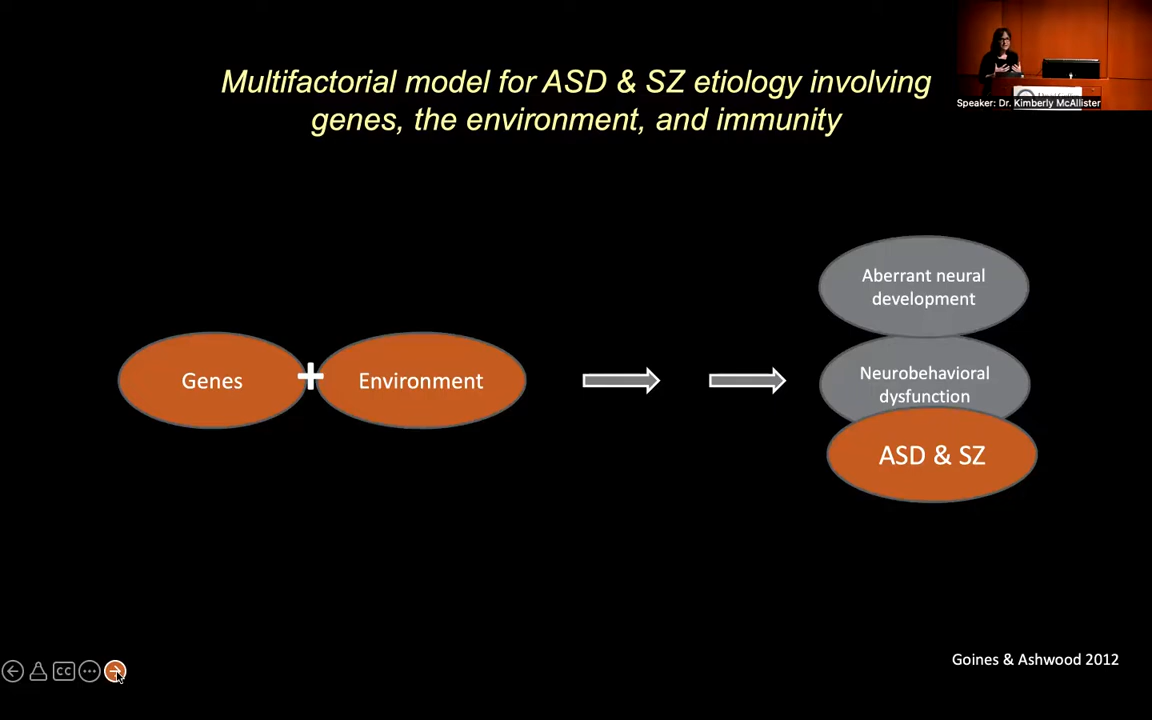 Multifactorial model for ASD & SZ etiology involving
genes, the environment, and immunity
Speaker: Dr. Kimberly McAllister
Aberrant neural
development
Genes
+
Environment
Neurobehavioral
dysfunction
ASD & SZ
CC
Goines & Ashwood 2012